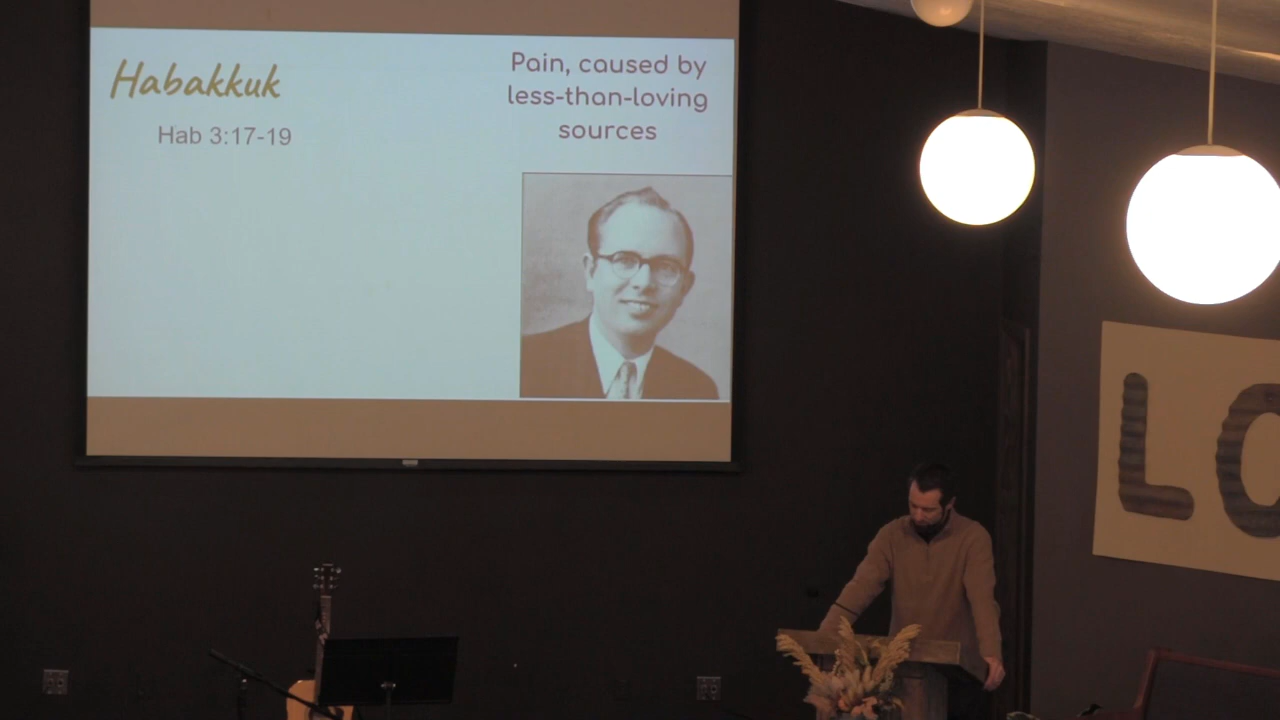 Habakkuk
Hab 3:17-19
Pain, caused by
less-than-loving
sources
LO